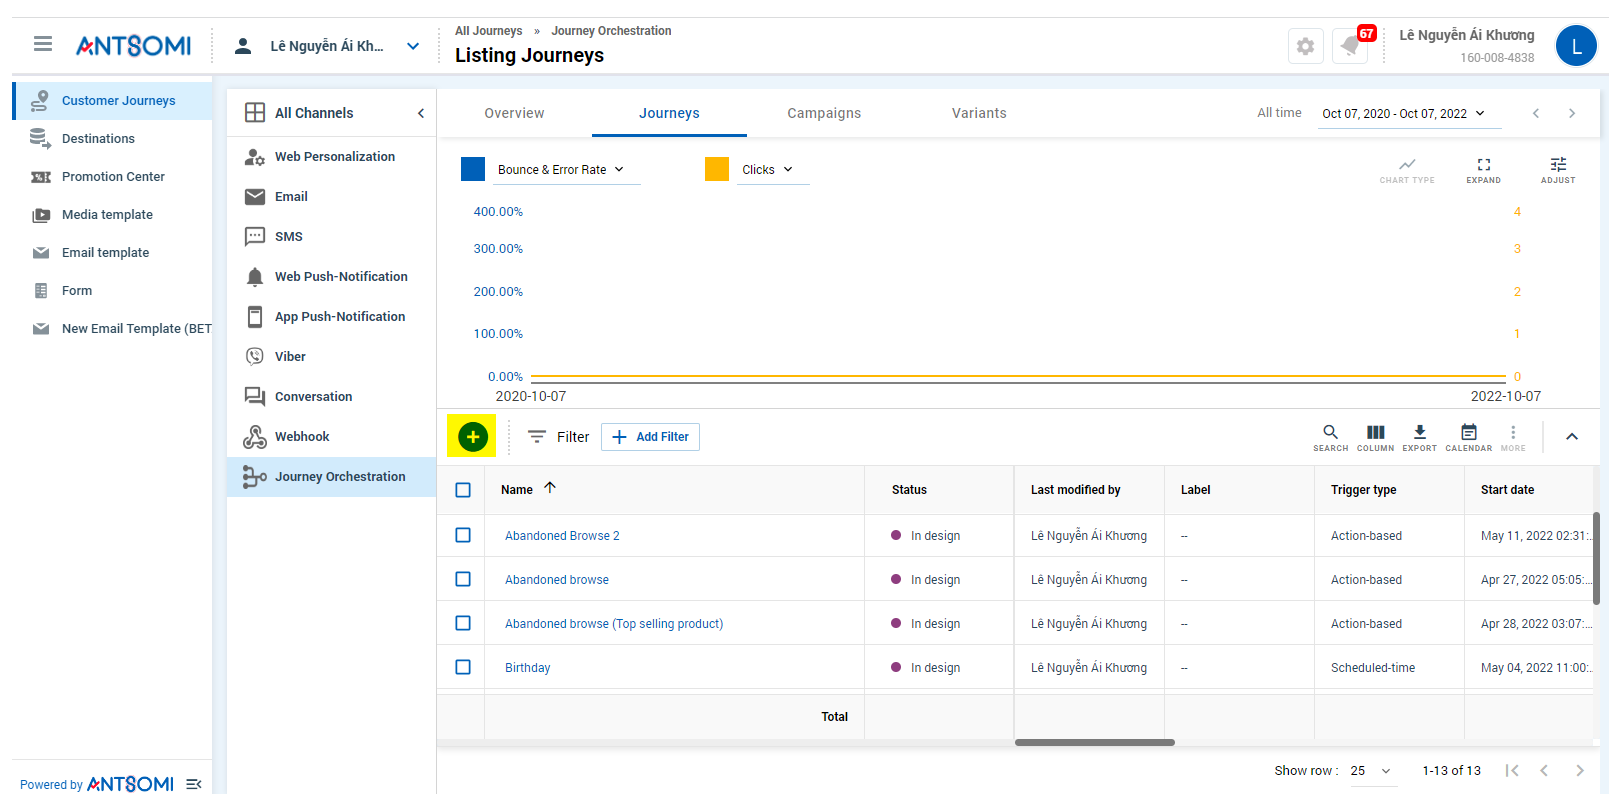 ANTSOMI
Lê Nguyễn Ái Kh...
All Journeys » Journey Orchestration
Listing Journeys
67
Lê Nguyễn Ái Khương
160-008-4838
L
Customer Journeys
Destinations
Promotion Center
Media template
Email template
Form
New Email Template (BET
Powered by ANTSOMI
All Channels
Web Personalization
Email
SMS
Web Push-Notification
App Push-Notification
Viber
Conversation
Webhook
Journey Orchestration
Overview Journeys Campaigns Variants All time Oct 07, 2020 - Oct 07, 2022
Bounce & Error Rate Clicks CHART TYPE EXPAND ADJUST
400.00% 4
300.00% 3
200.00% 2
100.00% 1
0.00% 0
2020-10-07 2022-10-07
Filter Add Filter SEARCH COLUMN EXPORT CALENDAR MORE
Name Status Last modified by Label Trigger type Start date
Abandoned Browse 2 In design Lê Nguyễn Ái Khương -- Action-based May 11, 2022 02:31:...
Abandoned browse In design Lê Nguyễn Ái Khương -- Action-based Apr 27, 2022 05:05:...
Abandoned browse (Top selling product) In design Lê Nguyễn Ái Khương -- Action-based Apr 28, 2022 03:07:...
Birthday In design Lê Nguyễn Ái Khương -- Scheduled-time May 04, 2022 11:00:...
Total
Show row : 25 1-13 of 13